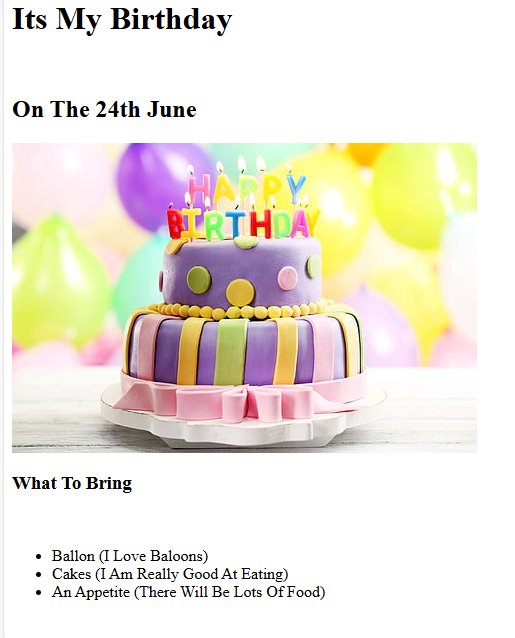 Its My Birthday
On The 24th June
HAPPY
BIRTHDAY
What To Bring
Ballon (I Love Baloons)
Cakes (I Am Really Good At Eating)
An Appetite (There Will Be Lots Of Food)